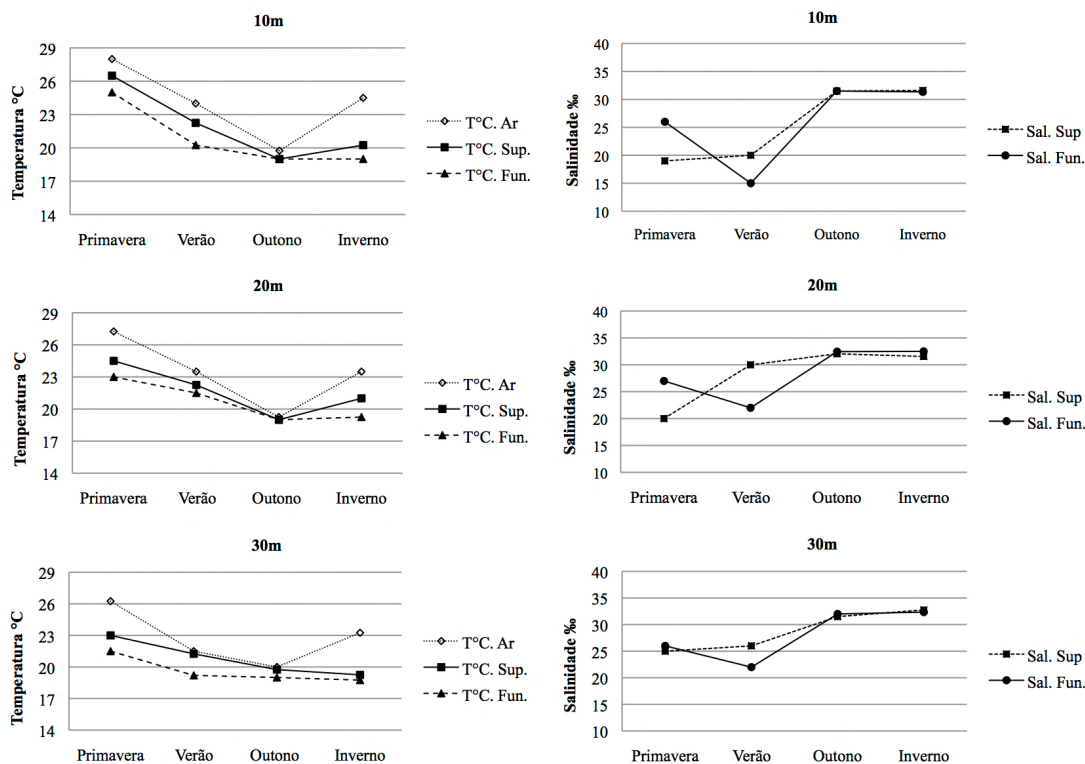 10m
Temperatura °C
29
26
23
20
17
14
Primavera Verão Outono Inverno
T°C. Ar
T°C. Sup.
T°C. Fun.
10m
Salinidade ‰
40
35
30
25
20
15
10
Primavera Verão Outono Inverno
Sal. Sup
Sal. Fun.
20m
Temperatura °C
29
26
23
20
17
14
Primavera Verão Outono Inverno
T°C. Ar
T°C. Sup.
T°C. Fun.
20m
Salinidade ‰
40
35
30
25
20
15
10
Primavera Verão Outono Inverno
Sal. Sup
Sal. Fun.
30m
Temperatura °C
29
26
23
20
17
14
Primavera Verão Outono Inverno
T°C. Ar
T°C. Sup.
T°C. Fun.
30m
Salinidade ‰
40
35
30
25
20
15
10
Primavera Verão Outono Inverno
Sal. Sup
Sal. Fun.